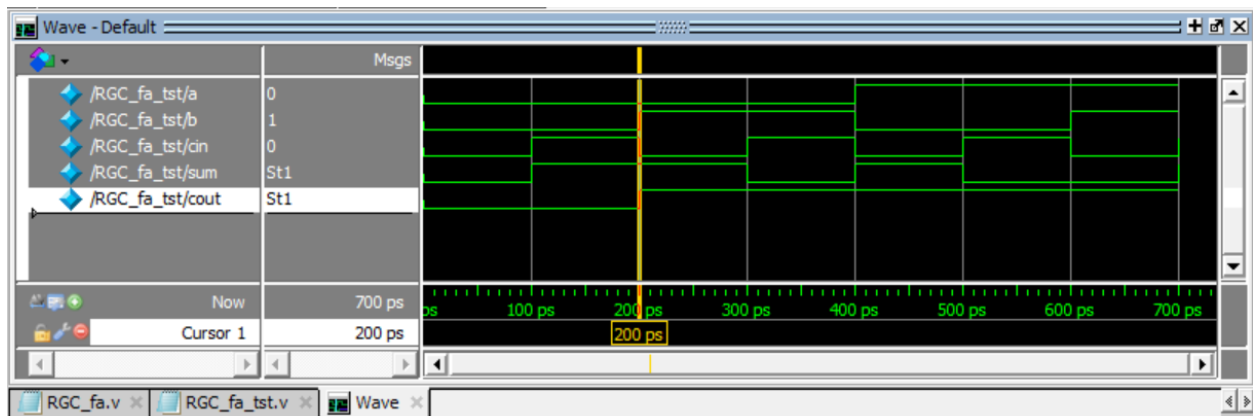 Wave - Default
Msgs
/RGC_fa_tst/a 0
/RGC_fa_tst/b 1
/RGC_fa_tst/cin 0
/RGC_fa_tst/sum St1
/RGC_fa_tst/cout St1
Now 700 ps
ps 100 ps 200 ps 300 ps 400 ps 500 ps 600 ps 700 ps
Cursor 1 200 ps
200 ps
RGC_fa.v RGC_fa_tst.v Wave